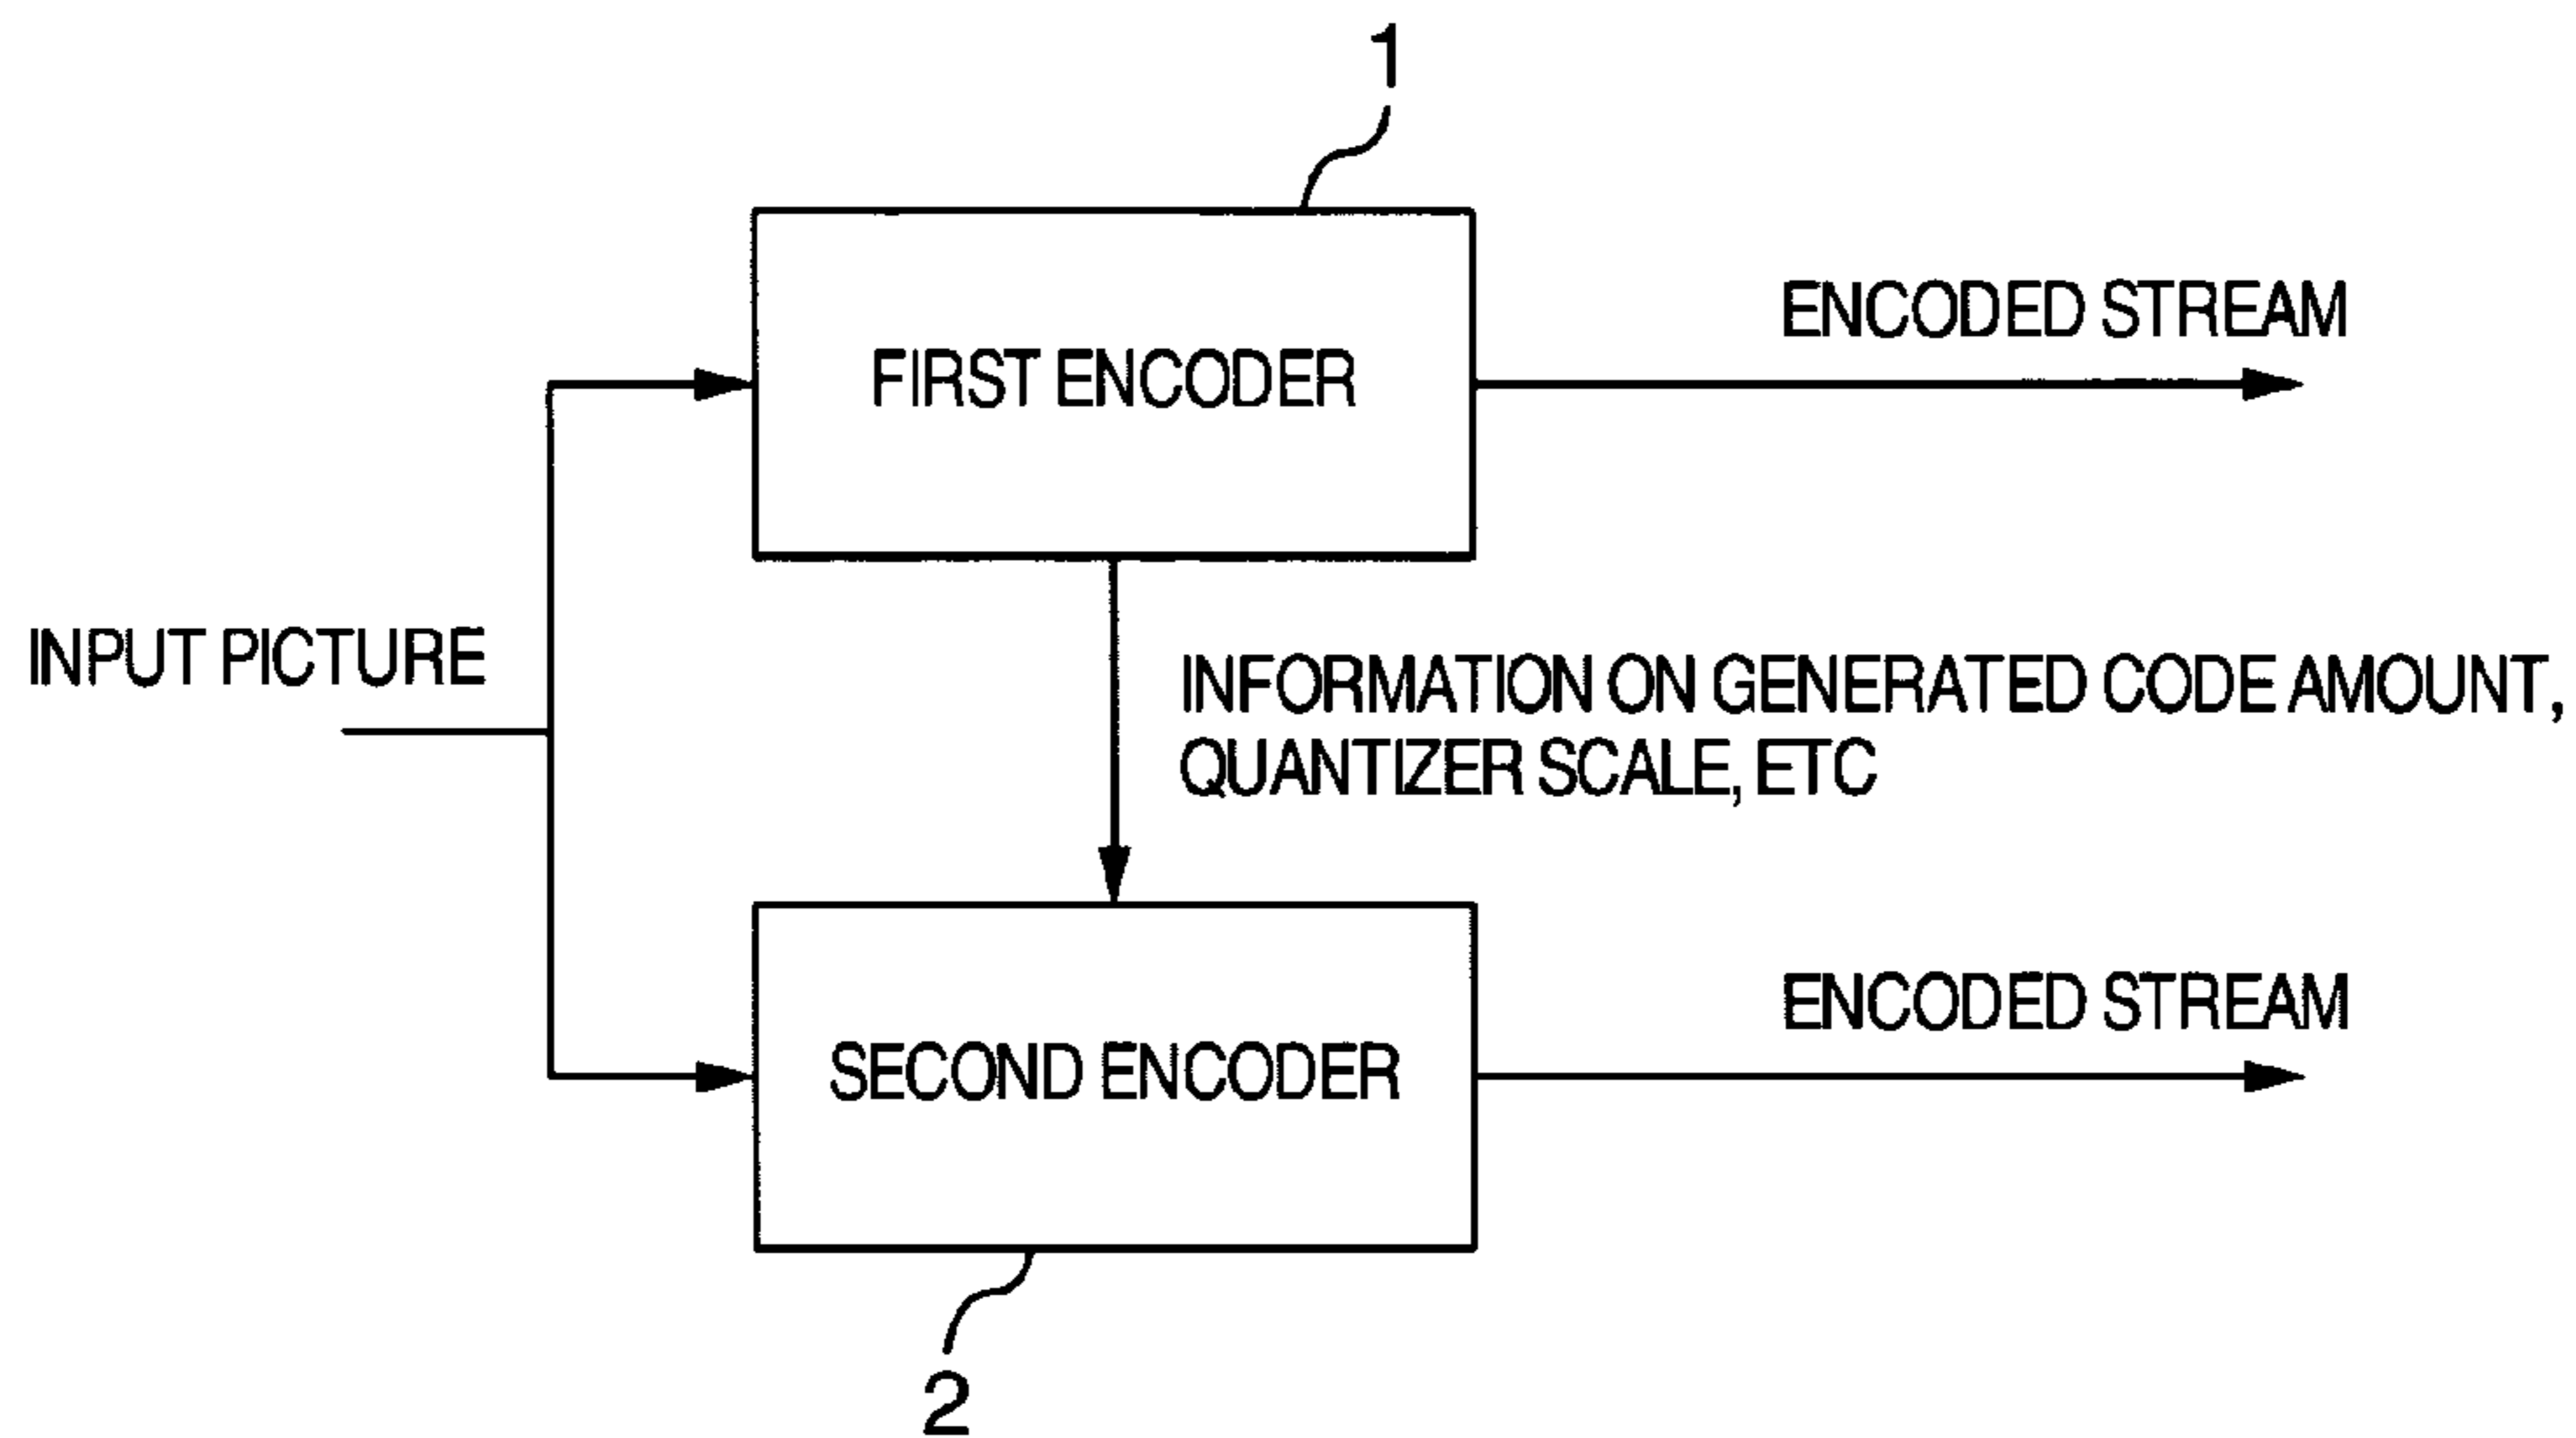 1
ENCODED STREAM
FIRST ENCODER
INPUT PICTURE
INFORMATION ON GENERATED CODE AMOUNT,
QUANTIZER SCALE, ETC
ENCODED STREAM
SECOND ENCODER
2